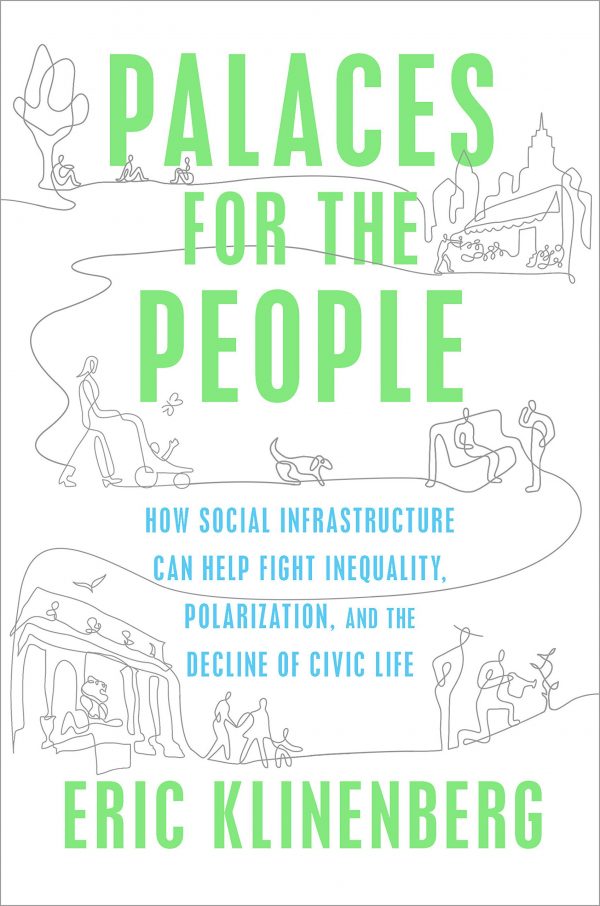 PALACES
FOR THE
PEOPLE
HOW SOCIAL INFRASTRUCTURE
CAN HELP FIGHT INEQUALITY,
POLARIZATION, AND THE
DECLINE OF CIVIC LIFE
ERIC KLINENBERG